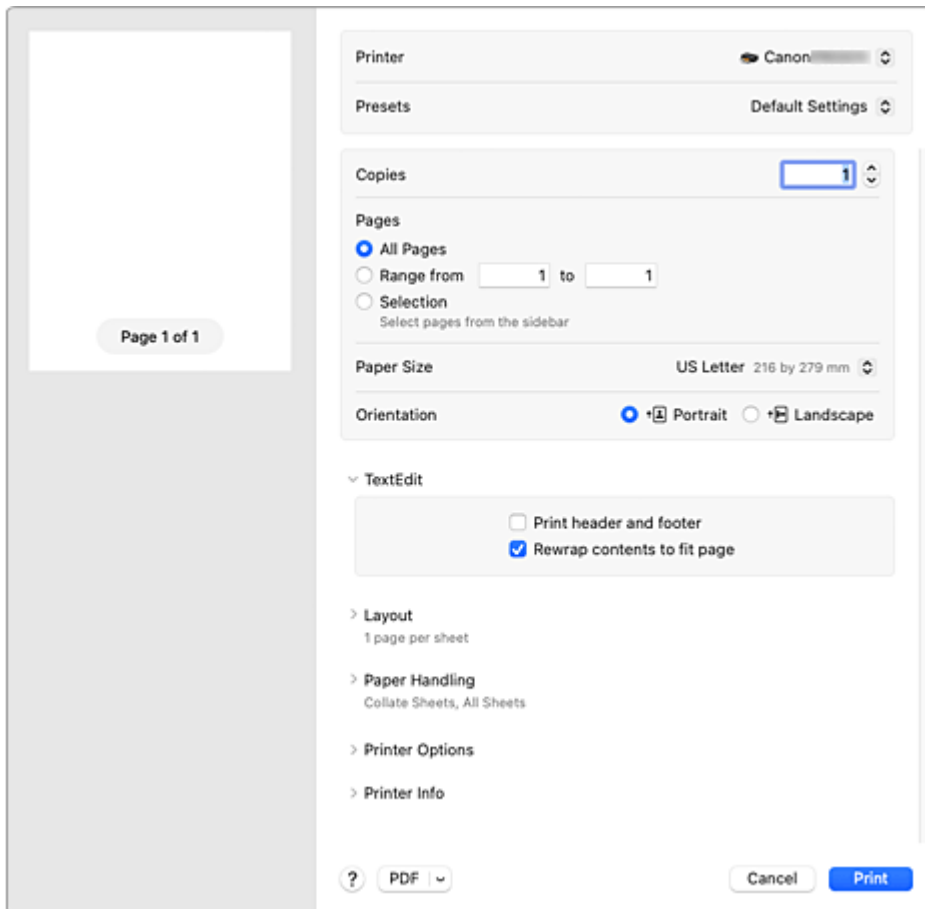 Page 1 of 1
Printer Canon
Presets Default Settings
Copies 1
Pages
All Pages
Range from 1 to 1
Selection
Select pages from the sidebar
Paper Size US Letter 216 by 279 mm
Orientation Portrait Landscape
TextEdit
Print header and footer
Rewrap contents to fit page
Layout
1 page per sheet
Paper Handling
Collate Sheets, All Sheets
Printer Options
Printer Info
? PDF Cancel Print